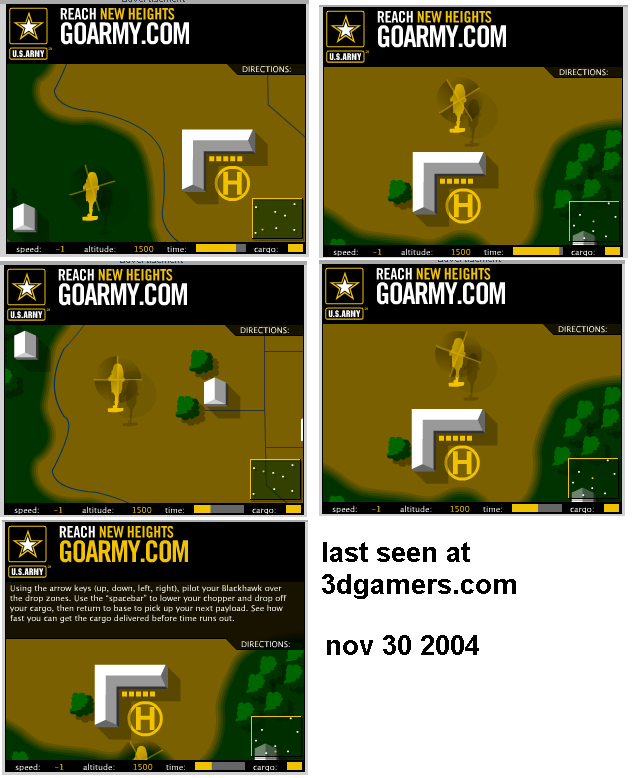 Advertisement
REACH NEW HEIGHTS
GOARMY.COM
U.S.ARMY
DIRECTIONS:
H
speed: -1 altitude: 1500 time: cargo:
REACH NEW HEIGHTS
GOARMY.COM
U.S.ARMY
DIRECTIONS:
H
speed: -1 altitude: 1500 time: cargo:
Advertisement
REACH NEW HEIGHTS
GOARMY.COM
U.S.ARMY
DIRECTIONS:
speed: -1 altitude: 1500 time: cargo:
REACH NEW HEIGHTS
GOARMY.COM
U.S.ARMY
DIRECTIONS:
H
speed: -1 altitude: 1500 time: cargo:
REACH NEW HEIGHTS
GOARMY.COM
U.S.ARMY
Using the arrow keys (up, down, left, right), pilot your Blackhawk over
the drop zones. Use the "spacebar" to lower your chopper and drop off
your cargo, then return to base to pick up your next payload. See how
fast you can get the cargo delivered before time runs out.
DIRECTIONS:
H
speed: -1 altitude: 1500 time: cargo:
last seen at
3dgamers.com
nov 30 2004